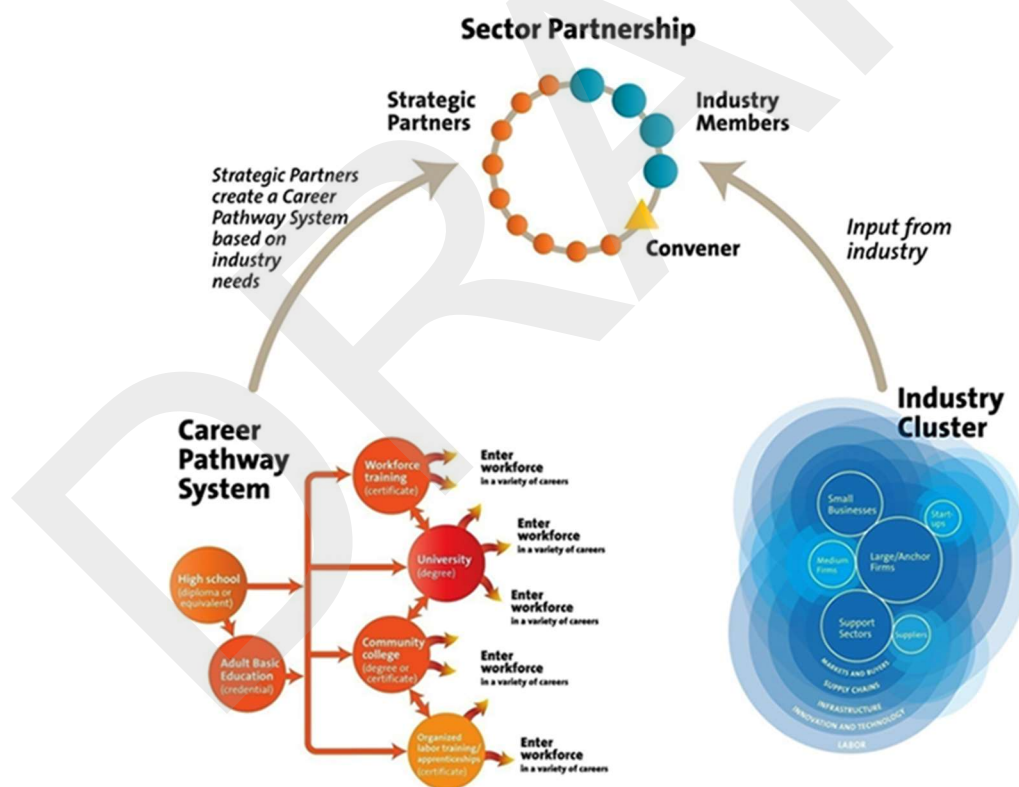 Sector Partnership
Strategic
Partners
Industry
Members
Convener
Strategic Partners
create a Career
Pathway System
based on
industry
needs
Input from
industry
Career
Pathway
System
High school
(diploma or
equivalent)
Adult Basic
Education
(credential)
Workforce
training
(certificate)
Enter
workforce
in a variety of careers
University
(degree)
Enter
workforce
in a variety of careers
Enter
workforce
in a variety of careers
Community
college
(degree or
certificate)
Enter
workforce
in a variety of careers
Organized
labor training/
apprenticeships
(certificate)
Enter
workforce
in a variety of careers
Industry
Cluster
Small
Businesses
Start-
ups
Medium
Firms
Large/Anchor
Firms
Support
Sectors
Suppliers
MARKETS AND BUYERS
SUPPLY CHAINS
INFRASTRUCTURE
INNOVATION AND TECHNOLOGY
LABOR